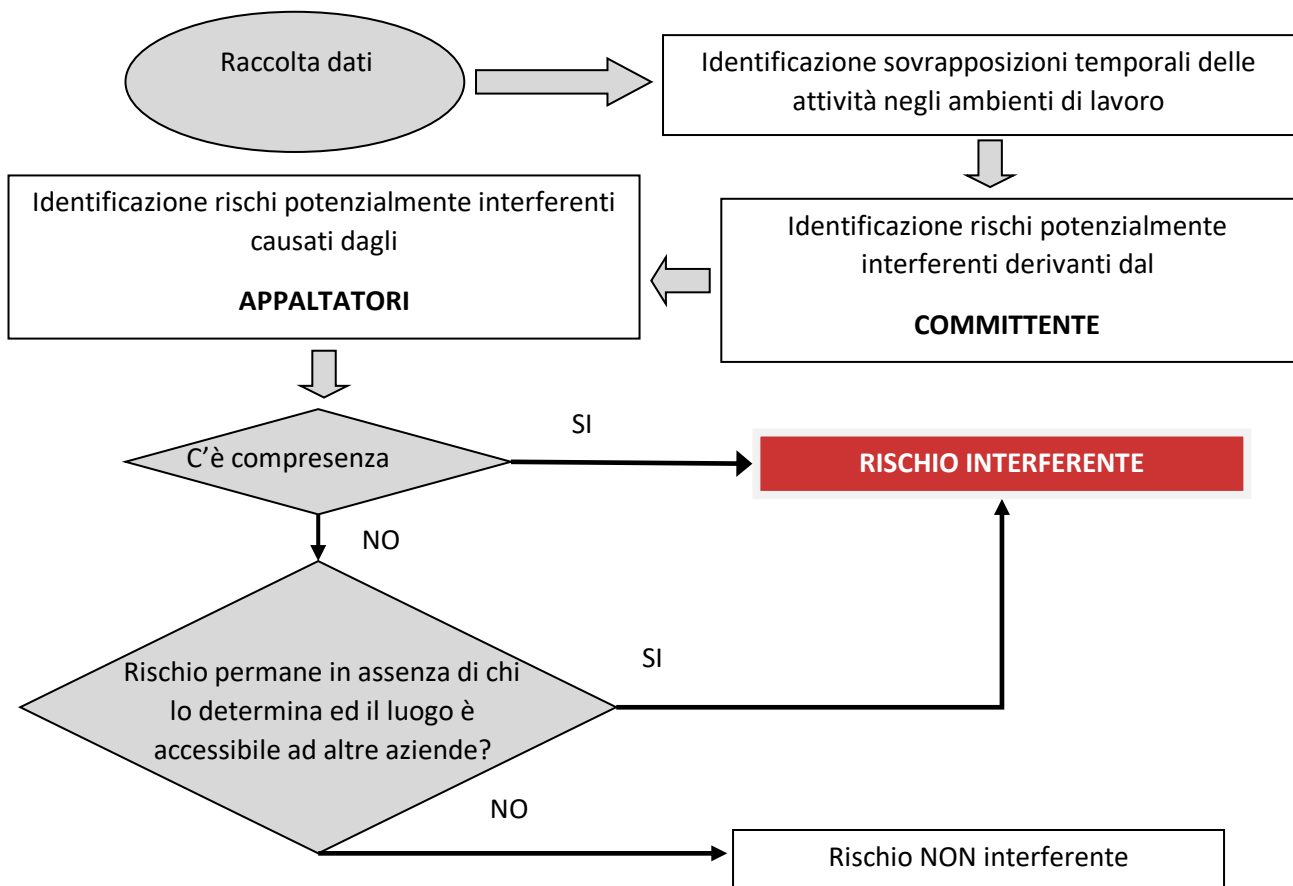 Raccolta dati
Identificazione sovrapposizioni temporali delle
attività negli ambienti di lavoro
Identificazione rischi potenzialmente
interferenti derivanti dal
COMMITTENTE
Identificazione rischi potenzialmente interferenti
causati dagli
APPALTATORI
C’è compresenza
SI
RISCHIO INTERFERENTE
NO
Rischio permane in assenza di chi
lo determina ed il luogo è
accessibile ad altre aziende?
SI
NO
Rischio NON interferente